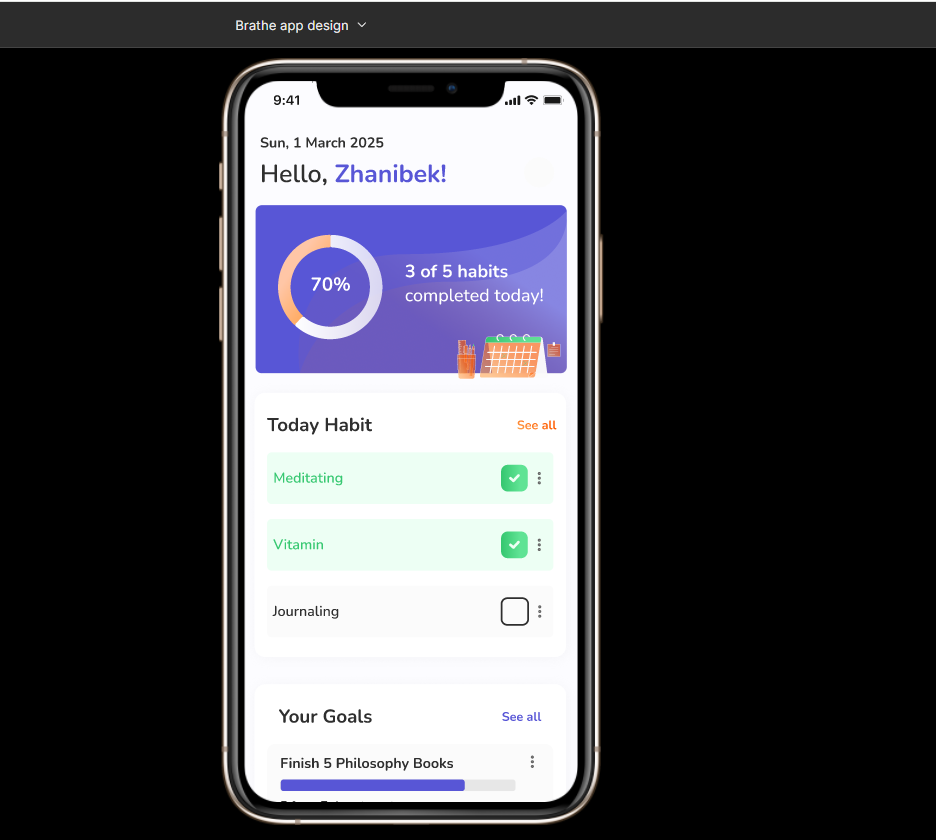 Brathe app design
9:41
Sun, 1 March 2025
Hello, Zhanibek!
70%
3 of 5 habits
completed today!
Today Habit
See all
Meditating
Vitamin
Journaling
Your Goals
See all
Finish 5 Philosophy Books